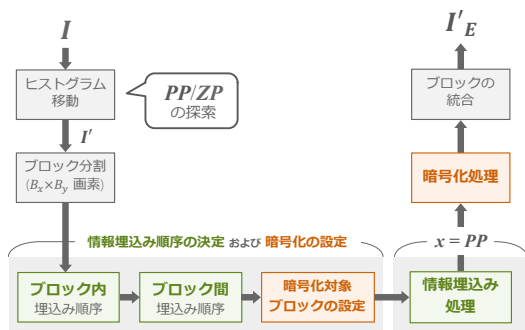 I
ヒストグラム
移動
PP/ZP
の探索
I'
ブロック分割
(Bx×By 画素)
情報埋込み順序の決定 および 暗号化の設定
ブロック内
埋込み順序
ブロック間
埋込み順序
暗号化対象
ブロックの設定
情報埋込み
処理
x = PP
暗号化処理
ブロックの
統合
I'E